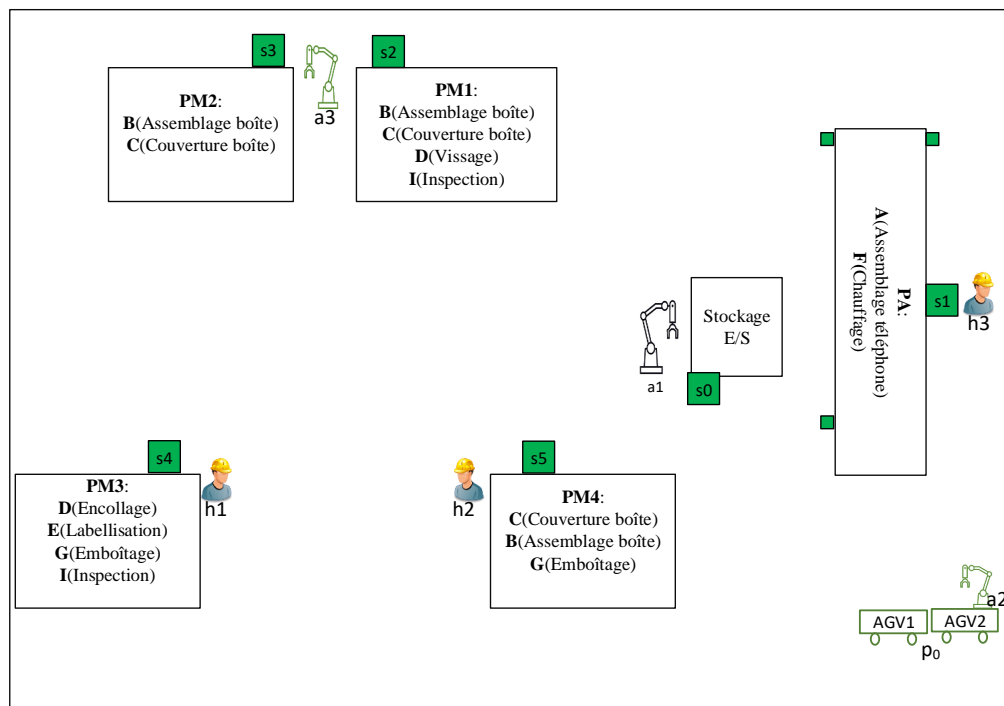 s3
a3
s2
PM2:
B(Assemblage boîte)
C(Couverture boîte)
PM1:
B(Assemblage boîte)
C(Couverture boîte)
D(Vissage)
I(Inspection)
PA:
A(Assemblage téléphone)
F(Chauffage)
s1
h3
Stockage
E/S
a1
s0
s4
h1
PM3:
D(Encollage)
E(Labellisation)
G(Emboîtage)
I(Inspection)
s5
h2
PM4:
C(Couverture boîte)
B(Assemblage boîte)
G(Emboîtage)
a2
AGV1
AGV2
p0